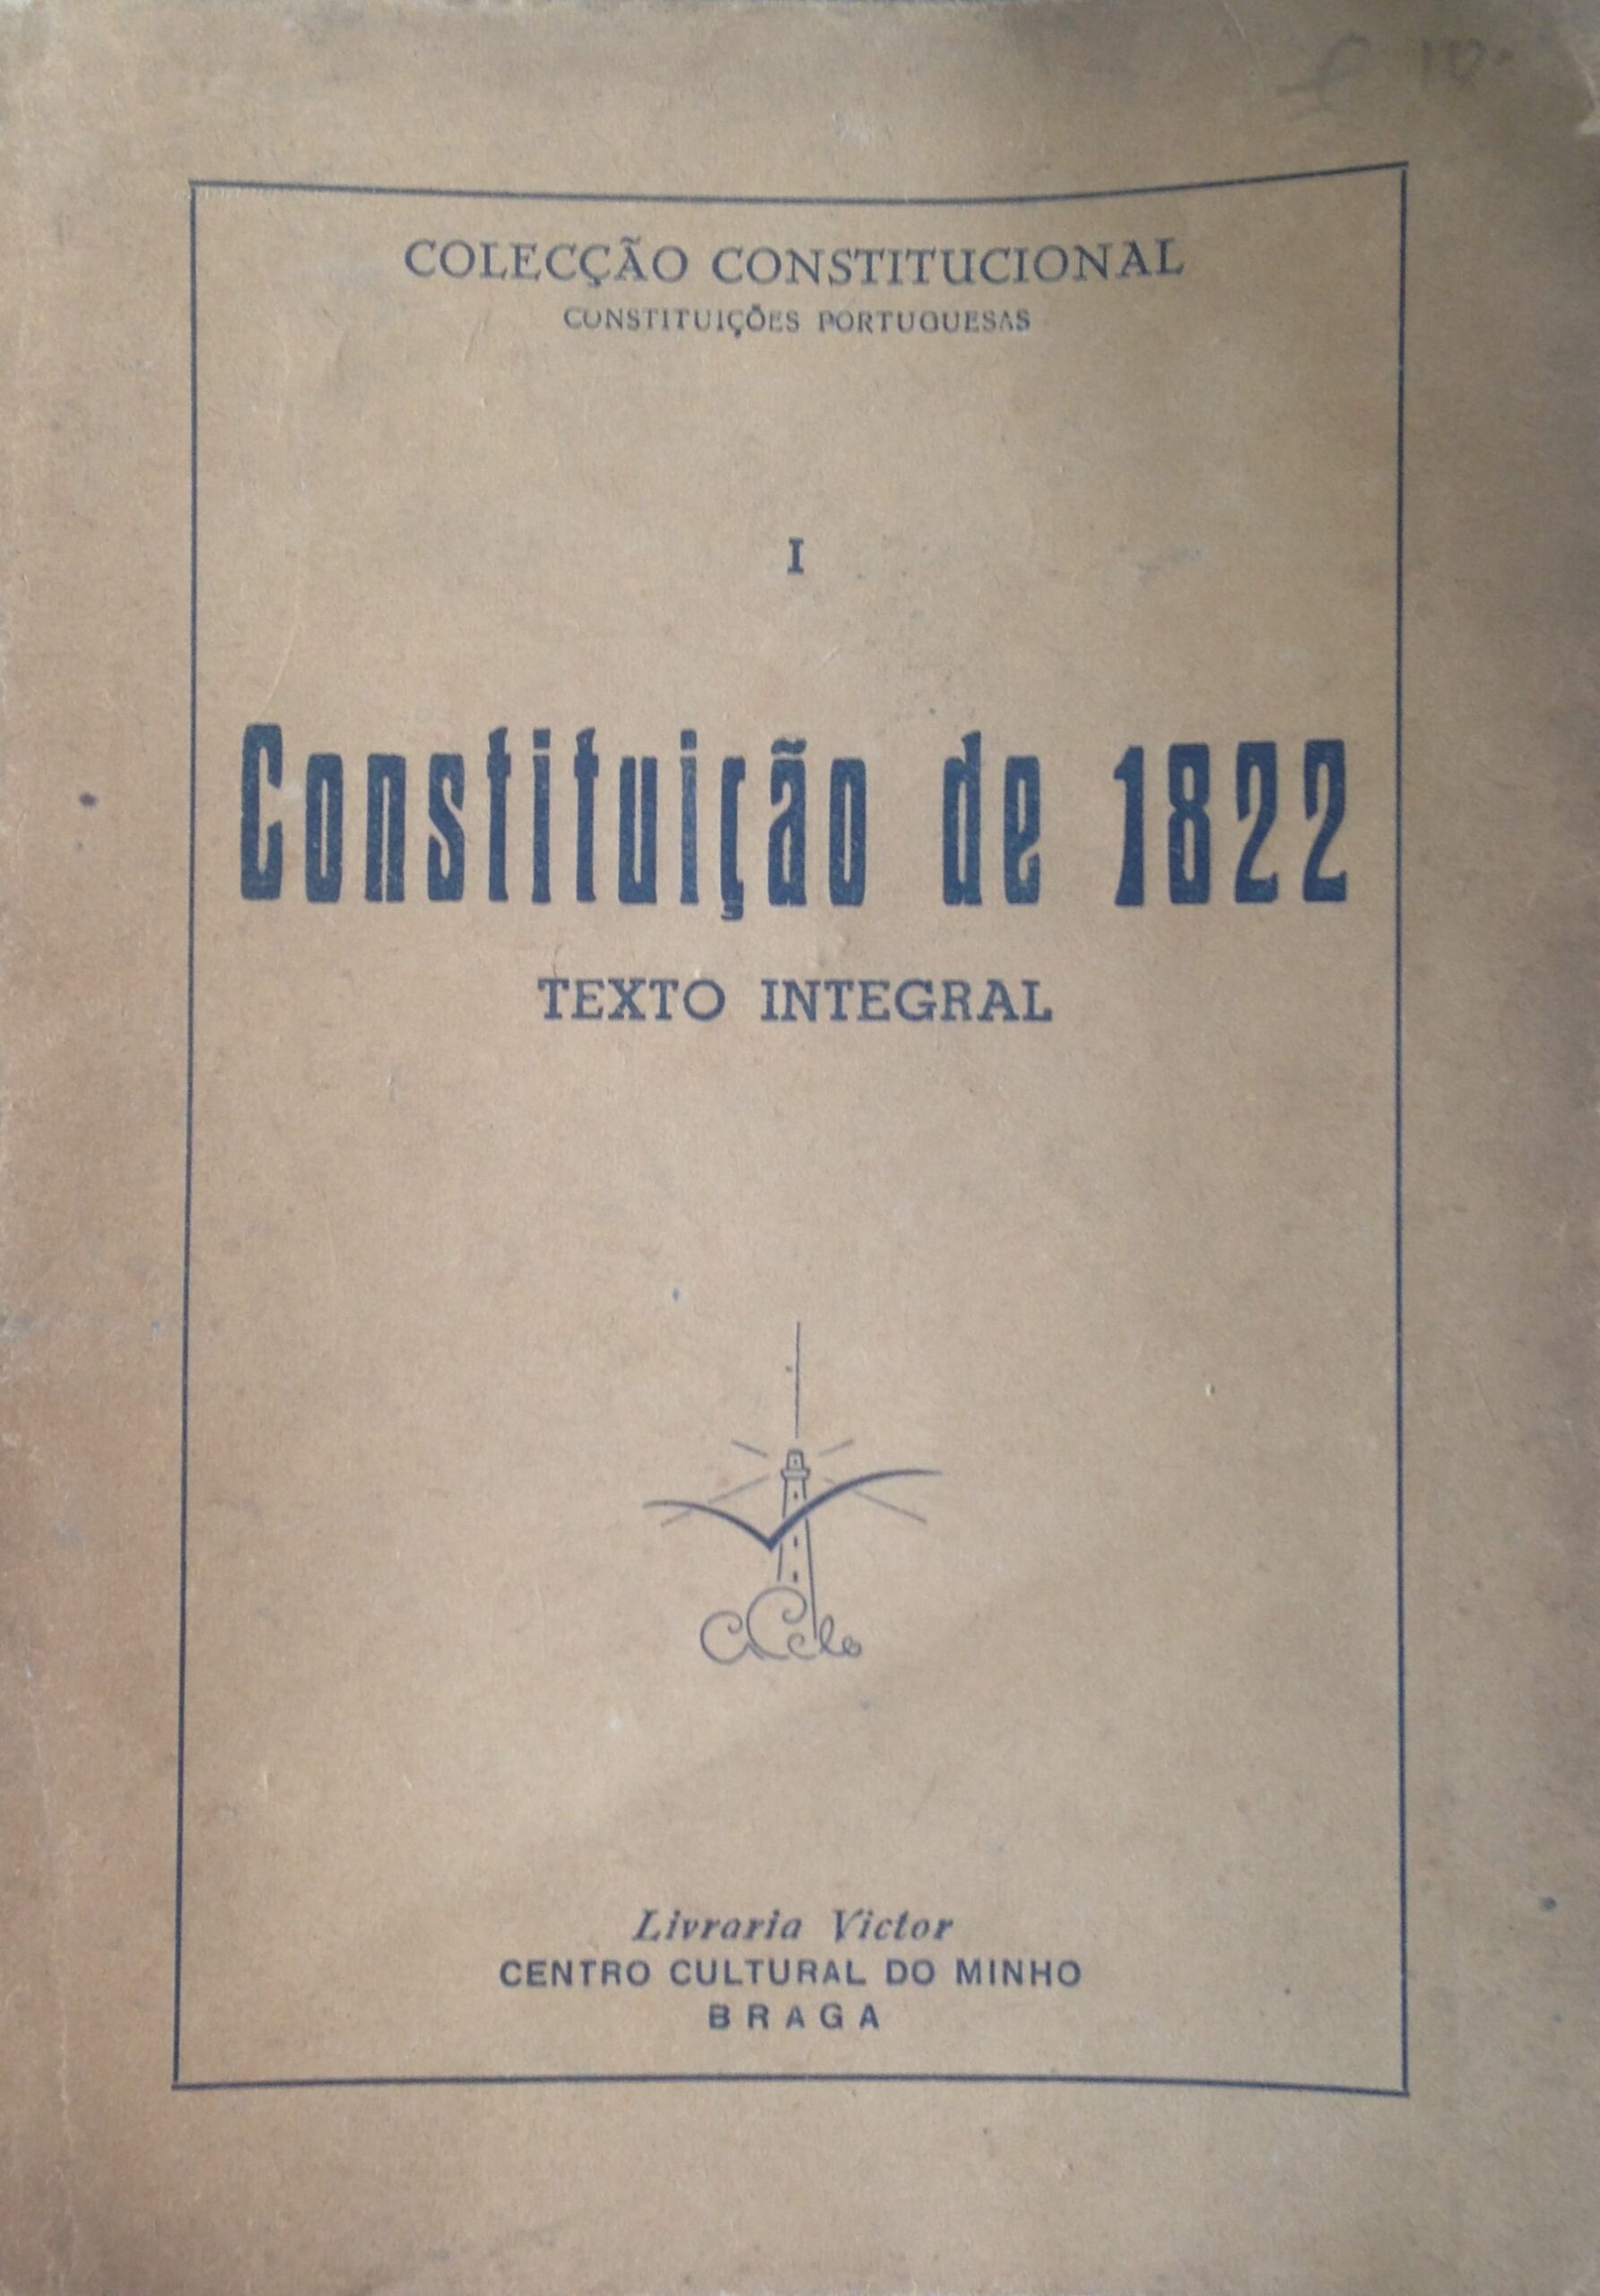 COLECÇÃO CONSTITUCIONAL
CONSTITUIÇÕES PORTUGUESAS
I
Constituição de 1822
TEXTO INTEGRAL
Livraria Victor
CENTRO CULTURAL DO MINHO
BRAGA